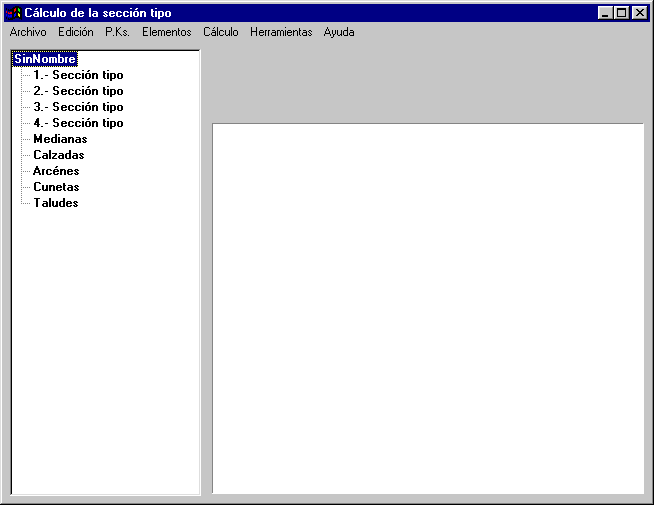 Cálculo de la sección tipo
Archivo Edición P.Ks. Elementos Cálculo Herramientas Ayuda
SinNombre
1.- Sección tipo
2.- Sección tipo
3.- Sección tipo
4.- Sección tipo
Medianas
Calzadas
Arcénes
Cunetas
Taludes